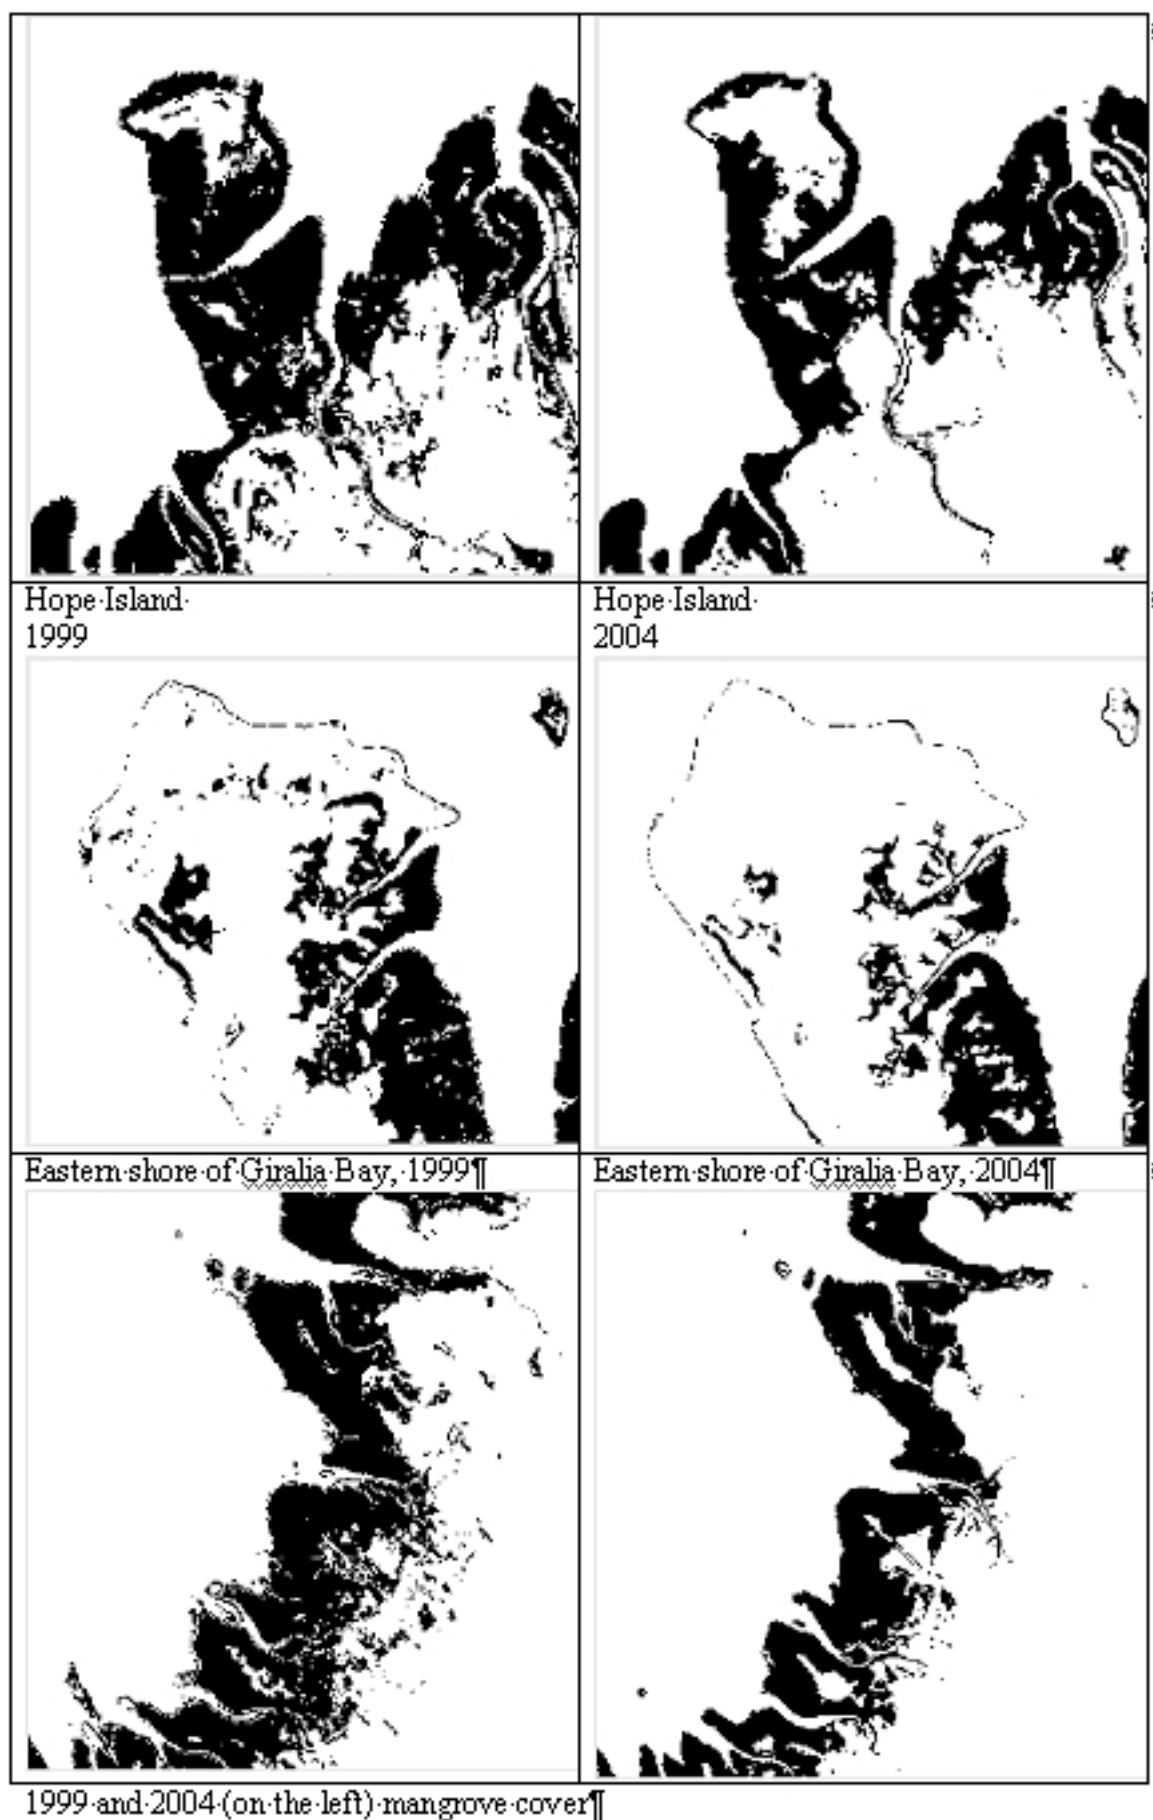 Hope Island
1999
Hope Island
2004
Eastern shore of Giralia Bay, 1999¶
Eastern shore of Giralia Bay, 2004¶
1999 and 2004 (on the left) mangrove cover¶